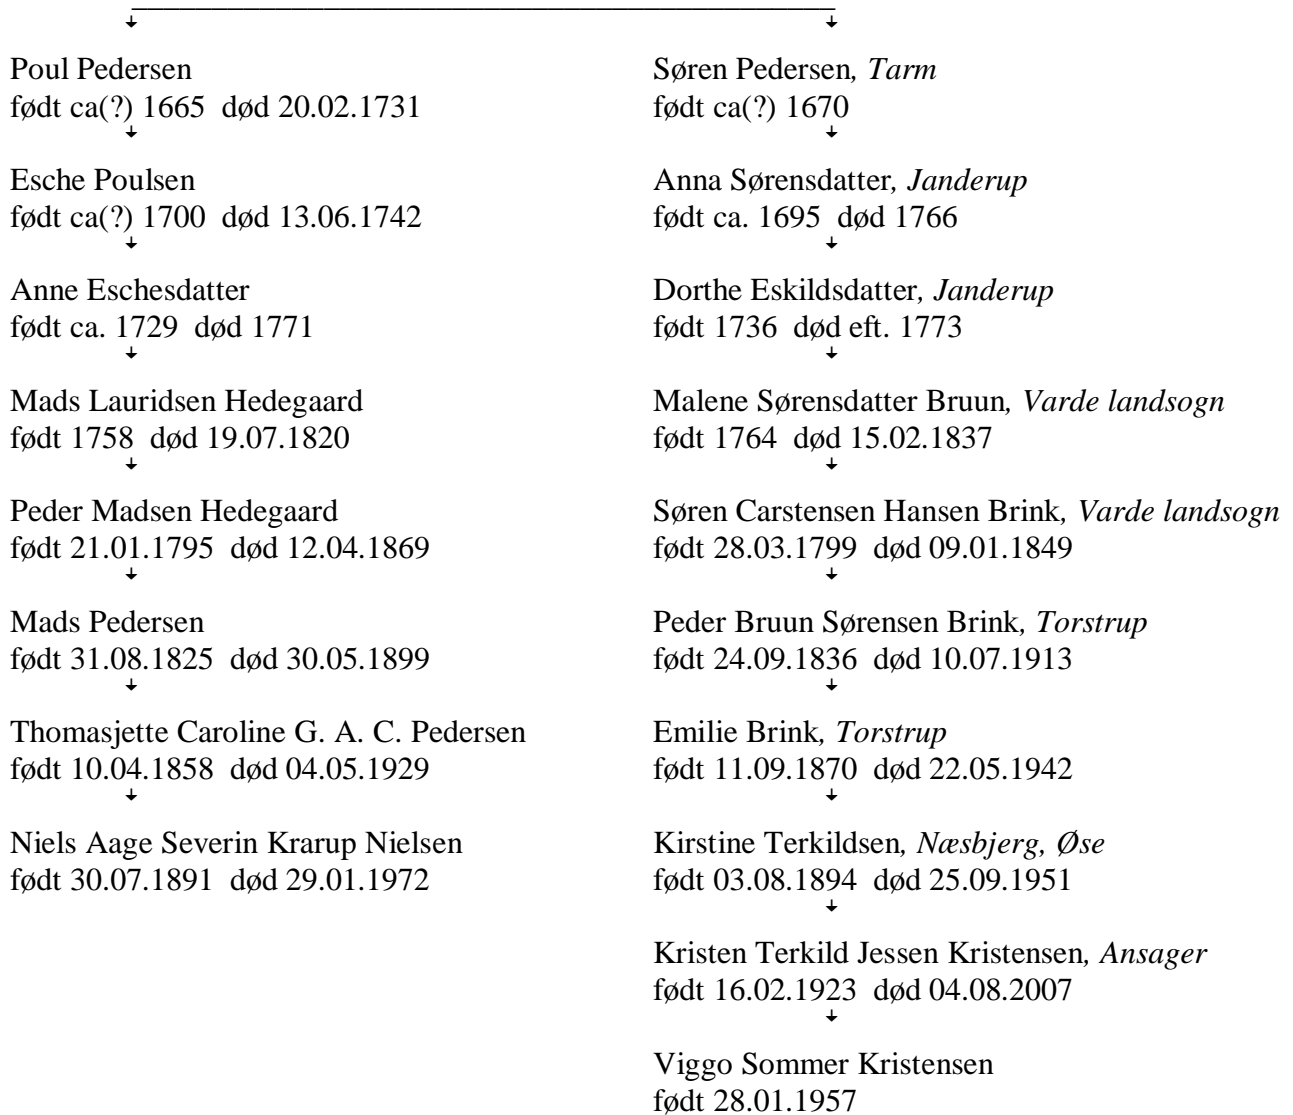 Poul Pedersen
født ca(?) 1665 død 20.02.1731
Esche Poulsen
født ca(?) 1700 død 13.06.1742
Anne Eschesdatter
født ca. 1729 død 1771
Mads Lauridsen Hedegaard
født 1758 død 19.07.1820
Peder Madsen Hedegaard
født 21.01.1795 død 12.04.1869
Mads Pedersen
født 31.08.1825 død 30.05.1899
Thomasjette Caroline G. A. C. Pedersen
født 10.04.1858 død 04.05.1929
Niels Aage Severin Krarup Nielsen
født 30.07.1891 død 29.01.1972
Søren Pedersen, Tarm
født ca(?) 1670
Anna Sørensdatter, Janderup
født ca. 1695 død 1766
Dorthe Eskildsdatter, Janderup
født 1736 død eft. 1773
Malene Sørensdatter Bruun, Varde landsogn
født 1764 død 15.02.1837
Søren Carstensen Hansen Brink, Varde landsogn
født 28.03.1799 død 09.01.1849
Peder Bruun Sørensen Brink, Torstrup
født 24.09.1836 død 10.07.1913
Emilie Brink, Torstrup
født 11.09.1870 død 22.05.1942
Kirstine Terkildsen, Næsbjerg, Øse
født 03.08.1894 død 25.09.1951
Kristen Terkild Jessen Kristensen, Ansager
født 16.02.1923 død 04.08.2007
Viggo Sommer Kristensen
født 28.01.1957